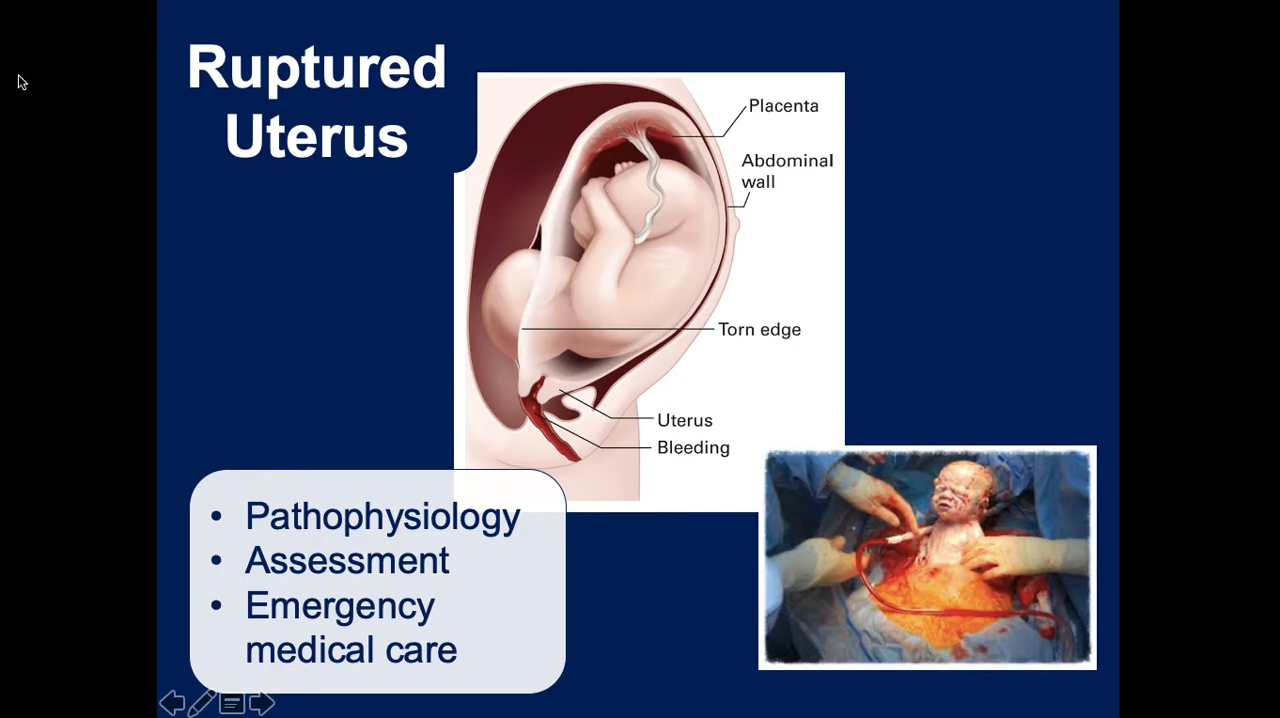 Ruptured
Uterus
Placenta
Abdominal
wall
Torn edge
Uterus
Bleeding
• Pathophysiology
• Assessment
• Emergency
medical care